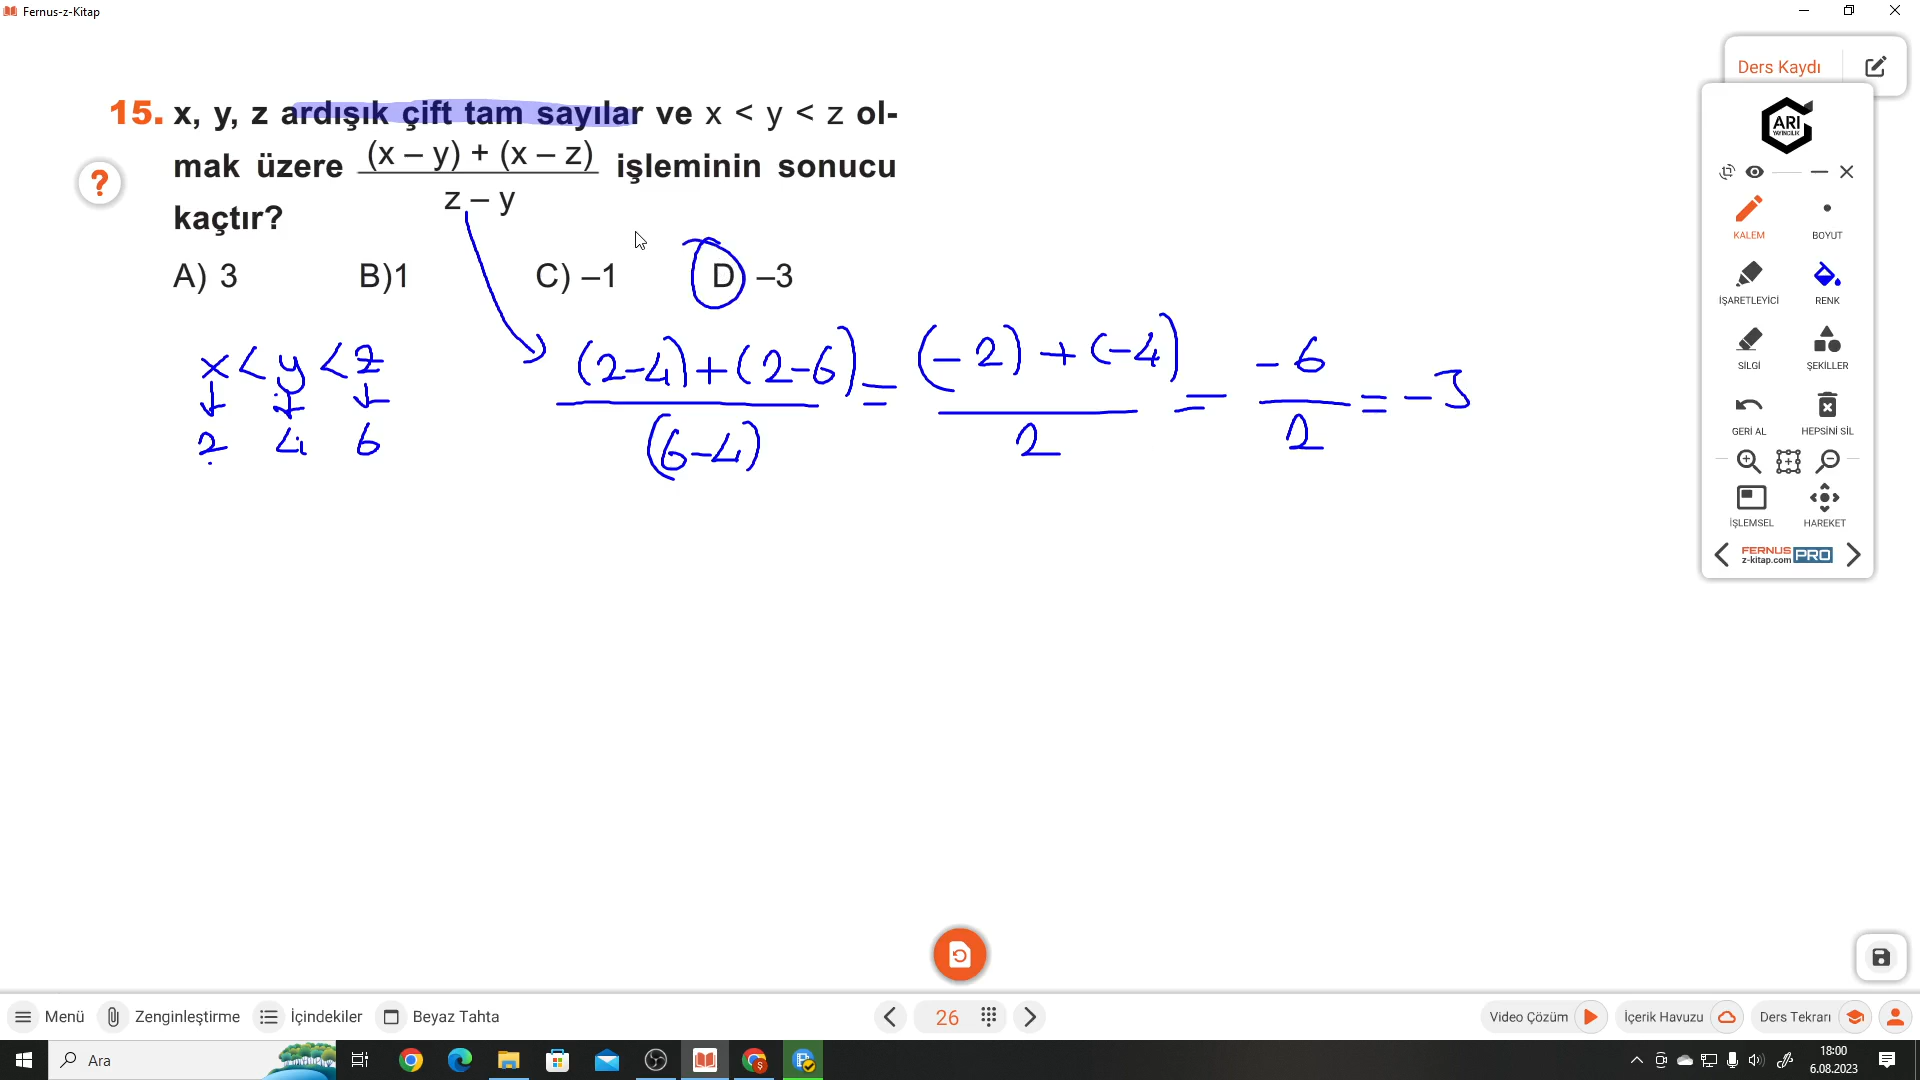 Fernus-z-Kitap
Ders Kaydı
15. x, y, z ardışık çift tam sayılar ve x < y < z ol-
mak üzere (x – y) + (x – z) / z – y işleminin sonucu
kaçtır?
A) 3 B)1 C) –1 D) –3
x < y < z
2 4 6
(2-4)+(2-6) / (6-4) = (-2) + (-4) / 2 = -6 / 2 = -3
?
ARI
YAYINCILIK
KALEM BOYUT
İŞARETLEYİCİ RENK
SİLGİ ŞEKİLLER
GERİ AL HEPSİNİ SİL
İŞLEMSEL HAREKET
FERNUS PRO
z-kitap.com
Menü Zenginleştirme İçindekiler Beyaz Tahta 26 Video Çözüm İçerik Havuzu Ders Tekrarı
Ara
18:00
6.08.2023